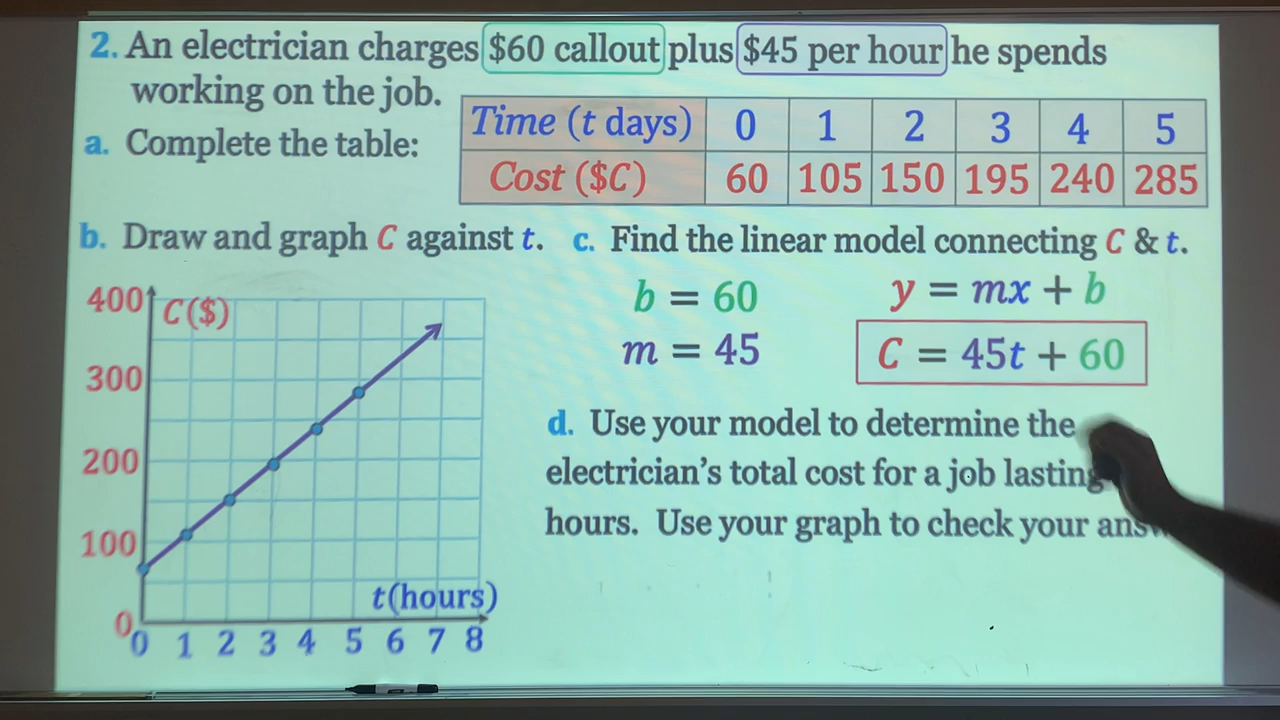 2. An electrician charges $60 callout plus $45 per hour he spends
working on the job.
a. Complete the table:
Time (t days) 0 1 2 3 4 5
Cost ($C) 60 105 150 195 240 285
b. Draw and graph C against t.
c. Find the linear model connecting C & t.
b = 60
m = 45
y = mx + b
C = 45t + 60
400
300
200
100
0
C($)
t(hours)
0 1 2 3 4 5 6 7 8
d. Use your model to determine the
electrician's total cost for a job lasting
hours. Use your graph to check your